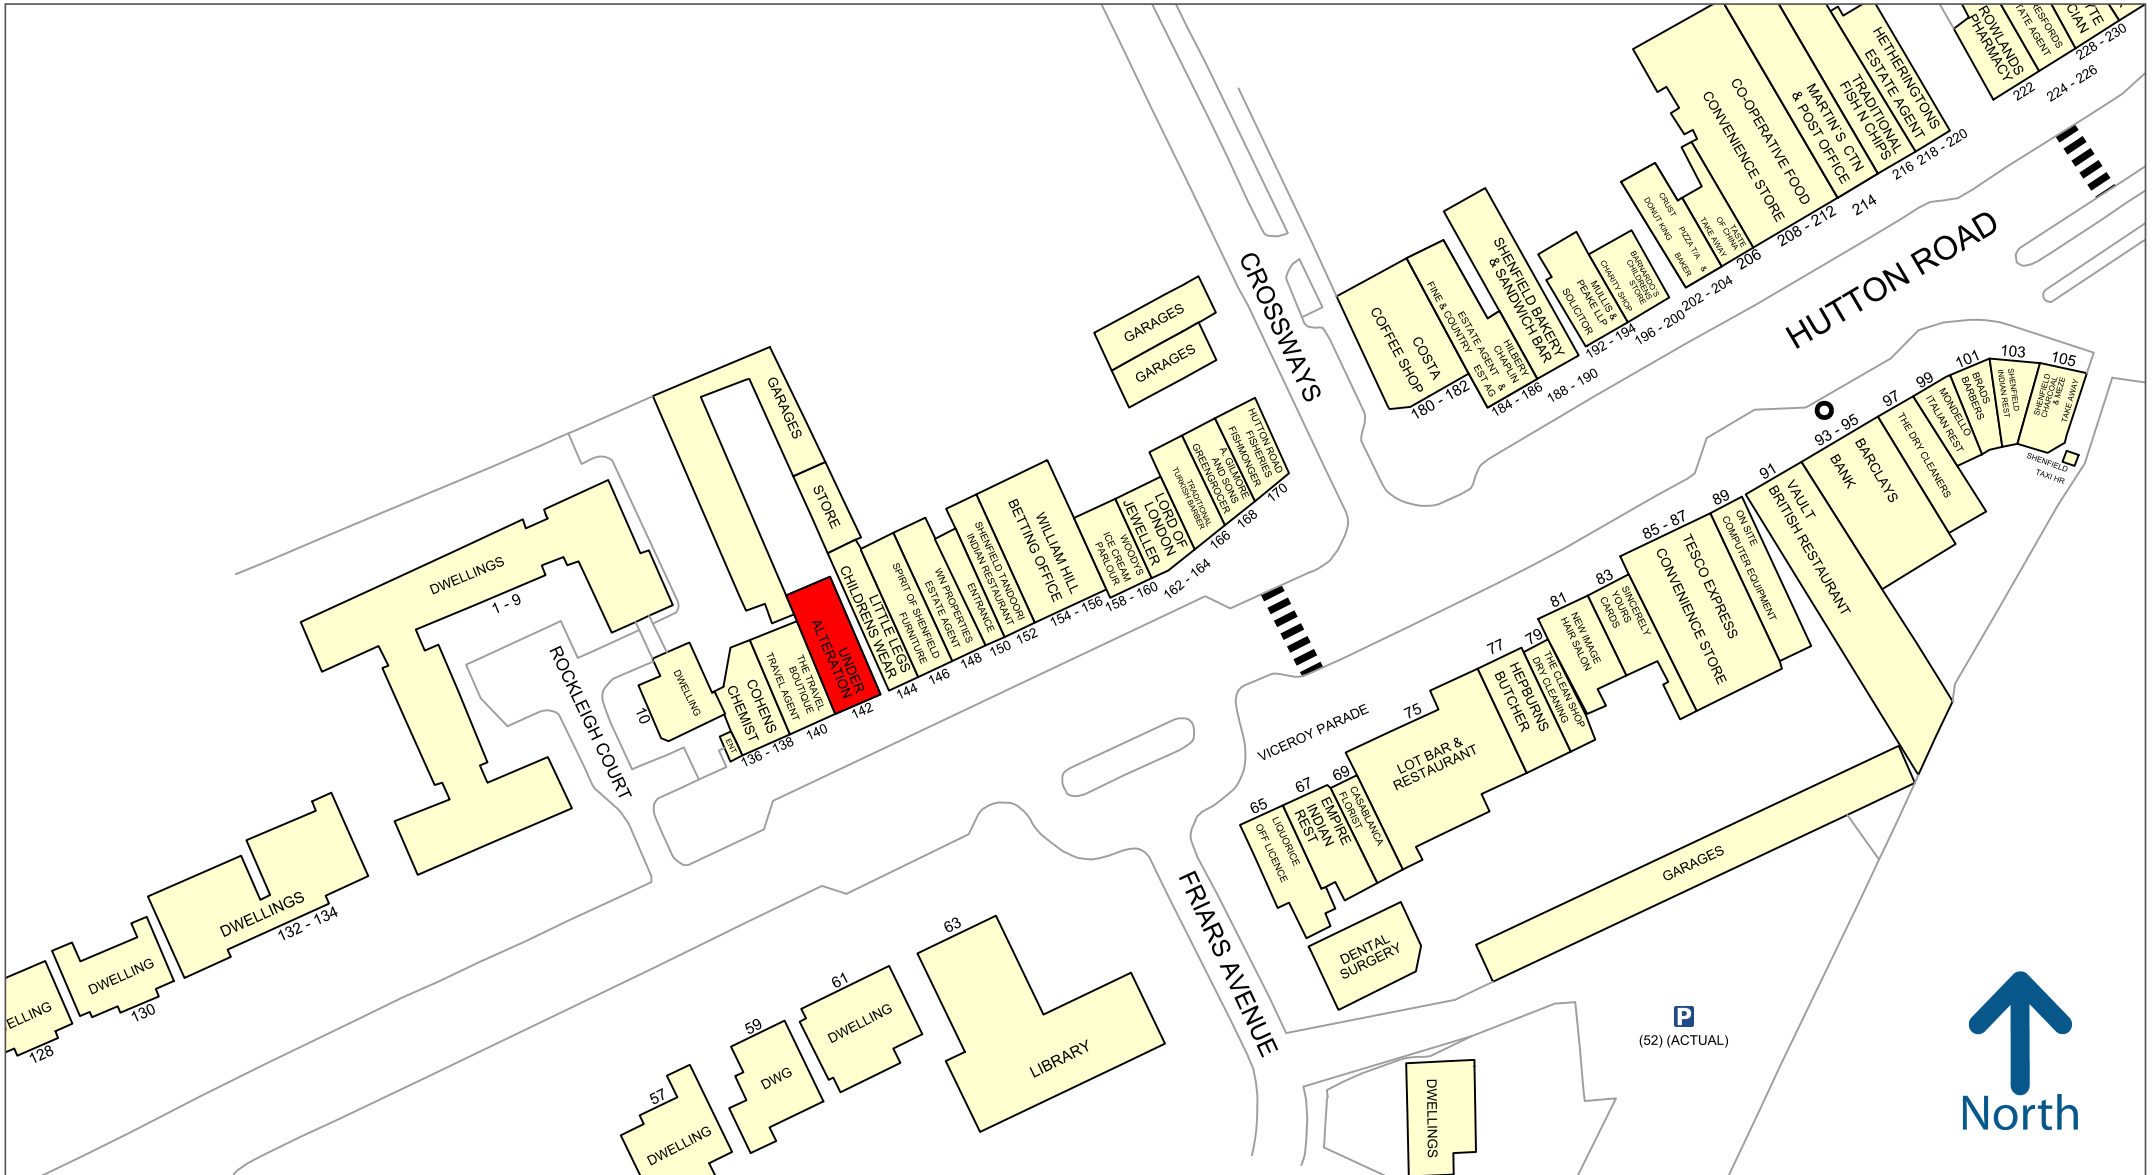 ROWLANDS
PHARMACY
222
TATE AGENT
224 - 226
228 - 230
HETHERINGTONS
ESTATE AGENT
218 - 220
TRADITIONAL
FISH N CHIPS
216
MARTIN'S CTN
& POST OFFICE
214
CO-OPERATIVE FOOD
CONVENIENCE STORE
208 - 212
TASTE
OF CHINA
TAKE AWAY
206
CRUST PIZZA T/A &
DONUT KING BAKER
202 - 204
BARNARDO'S
CHILDRENS
STORE
CHARITY SHOP
196 - 200
MULLIS &
PEAKE LLP
SOLICITOR
192 - 194
SHENFIELD BAKERY
& SANDWICH BAR
188 - 190
HILBERY
CHAPLIN
EST AG
ESTATE AGENT &
FINE & COUNTRY
184 - 186
COSTA
COFFEE SHOP
180 - 182
HUTTON ROAD
CROSSWAYS
GARAGES
GARAGES
HUTTON ROAD
FISHERIES
FISHMONGER
170
A. GILMORE
AND SONS
GREENGROCER
168
TRADITIONAL
TURKISH BARBER
166
LORD OF
LONDON
JEWELLER
162 - 164
WOODYS
ICE CREAM
PARLOUR
158 - 160
WILLIAM HILL
BETTING OFFICE
154 - 156
SHENFIELD TANDOORI
INDIAN RESTAURANT
152
ENTRANCE
150
WN PROPERTIES
ESTATE AGENT
148
SPIRIT OF SHENFIELD
FURNITURE
146
LITTLE LEGS
CHILDRENS WEAR
144
UNDER
ALTERATION
142
THE TRAVEL
BOUTIQUE
TRAVEL AGENT
140
COHENS
CHEMIST
136 - 138
ENT
GARAGES
STORE
DWELLING
10
DWELLINGS
1 - 9
ROCKLEIGH COURT
DWELLINGS
132 - 134
DWELLING
130
ELLING
128
101
103
105
BRADS
BARBERS
SHENFIELD
INDIAN REST
SHENFIELD
CHARCOAL
& MEZE
TAKE AWAY
SHENFIELD
TAXI HR
99
MONDELLO
ITALIAN REST
97
THE DRY CLEANERS
93 - 95
BARCLAYS
BANK
91
VAULT
BRITISH RESTAURANT
89
ON SITE
COMPUTER EQUIPMENT
85 - 87
TESCO EXPRESS
CONVENIENCE STORE
83
SINCERELY
YOURS
CARDS
81
NEW IMAGE
HAIR SALON
79
THE CLEAN SHOP
DRY CLEANING
77
HEPBURNS
BUTCHER
75
LOT BAR &
RESTAURANT
VICEROY PARADE
69
CASABLANCA
FLORIST
67
EMPIRE
INDIAN
REST
65
LIQUORICE
OFF LICENCE
DENTAL
SURGERY
GARAGES
FRIARS AVENUE
63
LIBRARY
61
DWELLING
59
DWG
57
DWELLING
DWELLINGS
P
(52) (ACTUAL)
North